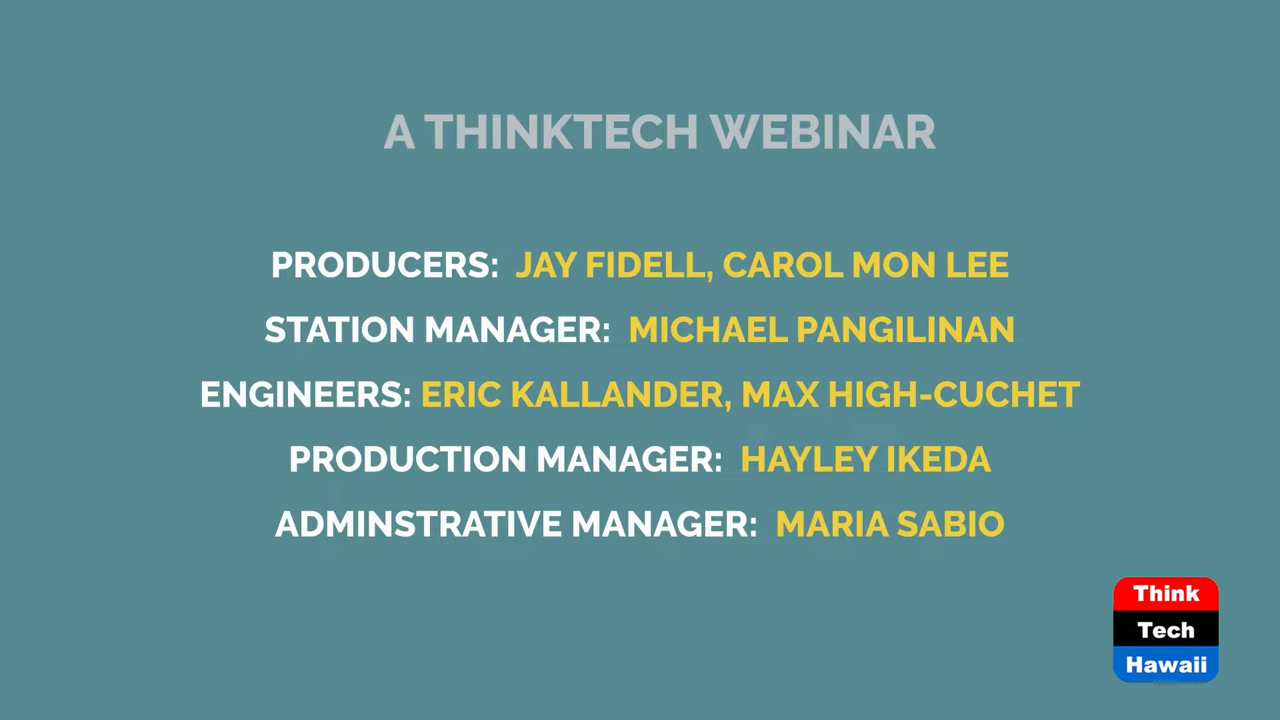 A THINKTECH WEBINAR
PRODUCERS: JAY FIDELL, CAROL MON LEE
STATION MANAGER: MICHAEL PANGILINAN
ENGINEERS: ERIC KALLANDER, MAX HIGH-CUCHET
PRODUCTION MANAGER: HAYLEY IKEDA
ADMINSTRATIVE MANAGER: MARIA SABIO
Think
Tech
Hawaii